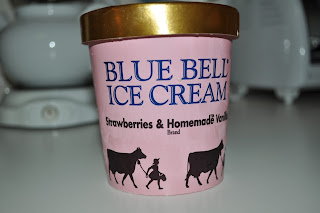 BLUE BELL®
ICE CREAM
Strawberries & Homemade Vanilla
Brand